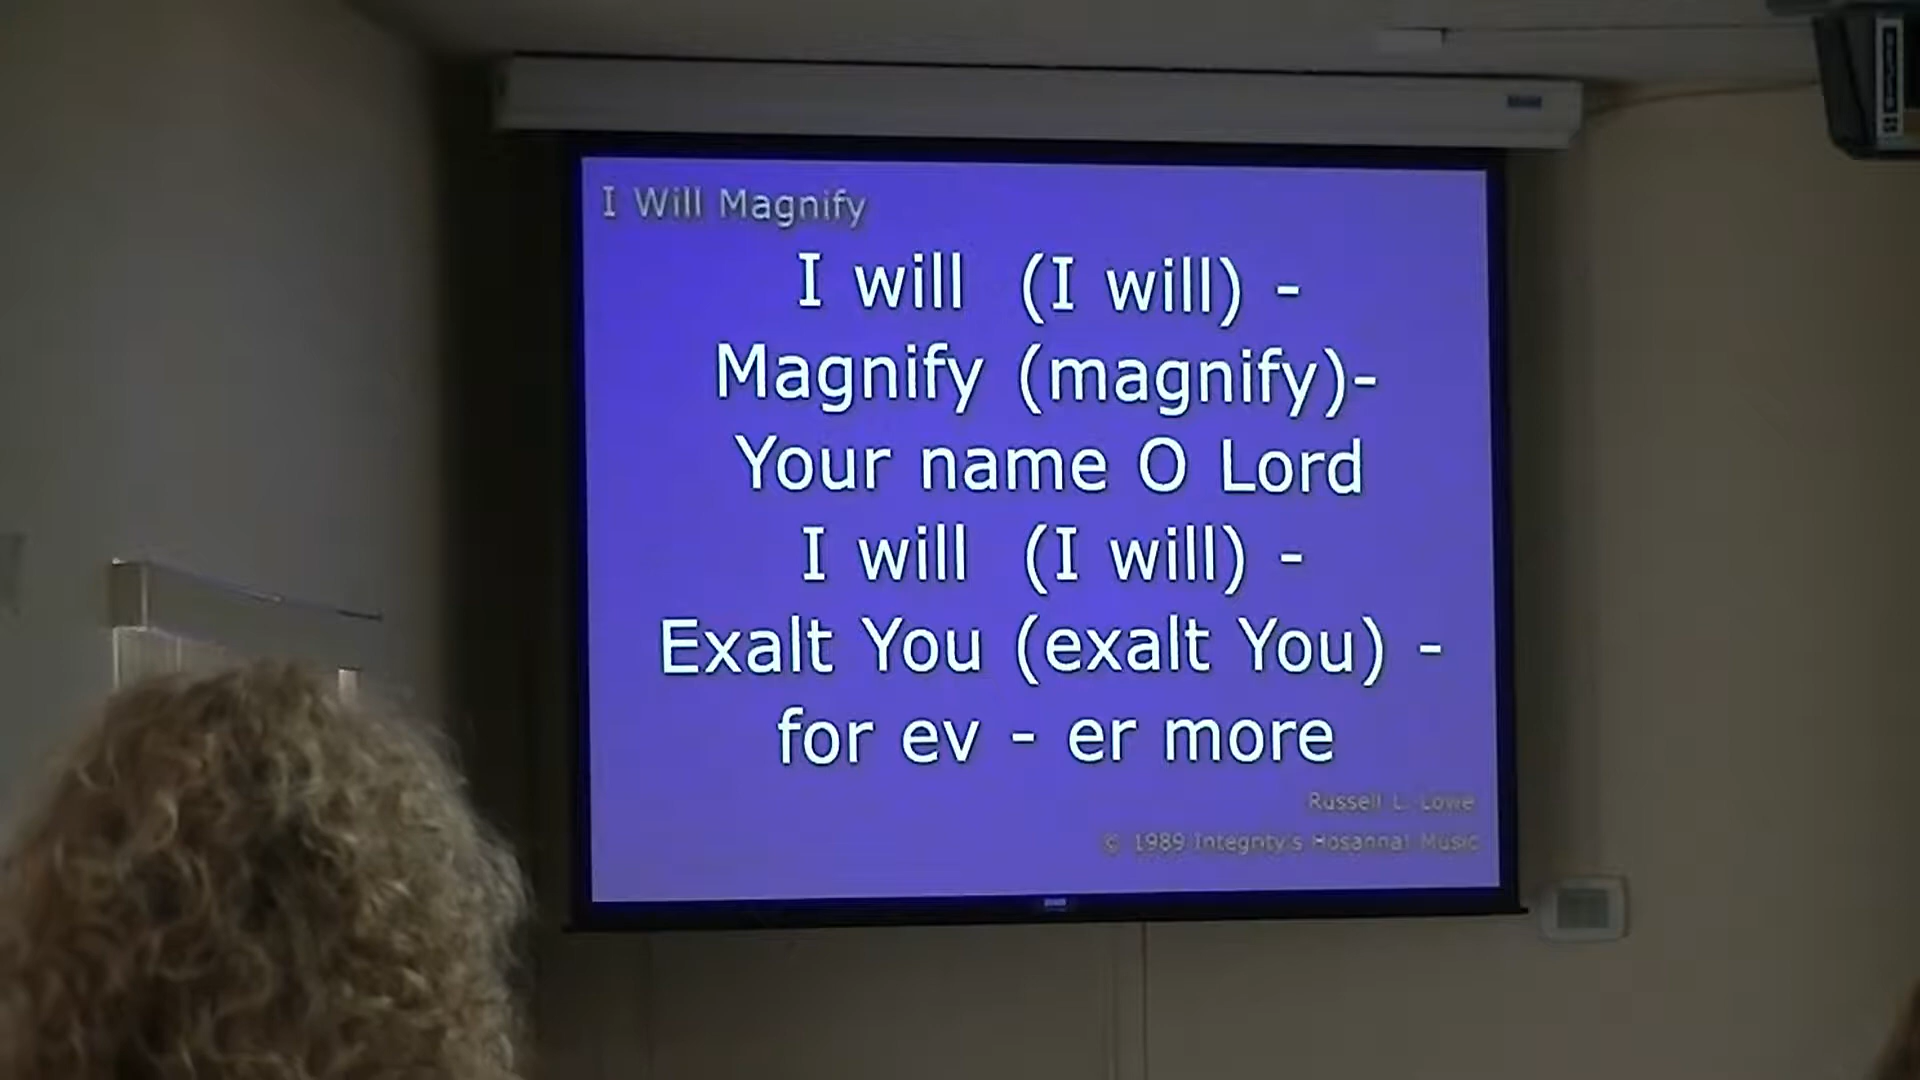 I Will Magnify
I will (I will) -
Magnify (magnify)-
Your name O Lord
I will (I will) -
Exalt You (exalt You) -
for ev - er more
Russell L. Lowe
© 1989 Integrity's Hosanna! Music